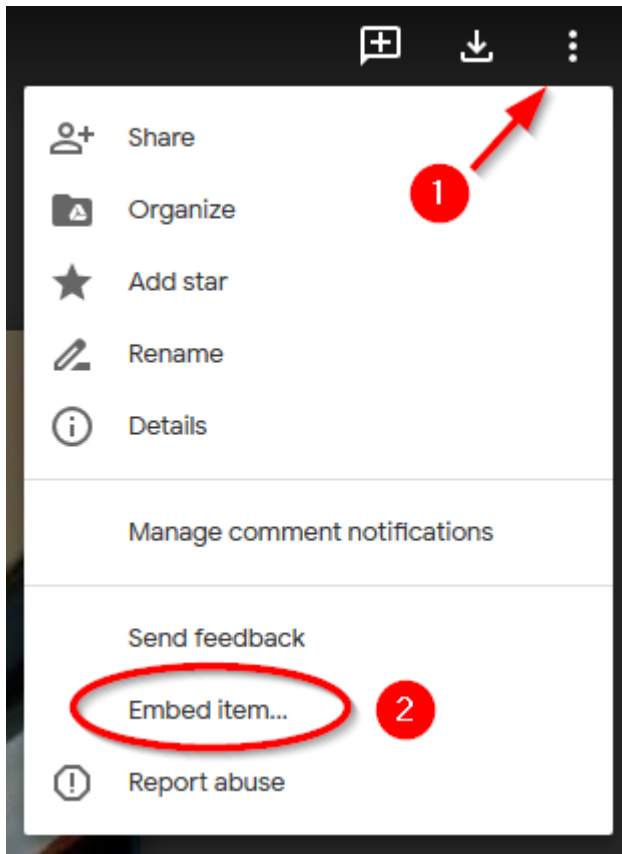 Share
1
Organize
Add star
Rename
Details
Manage comment notifications
Send feedback
Embed item...
2
Report abuse